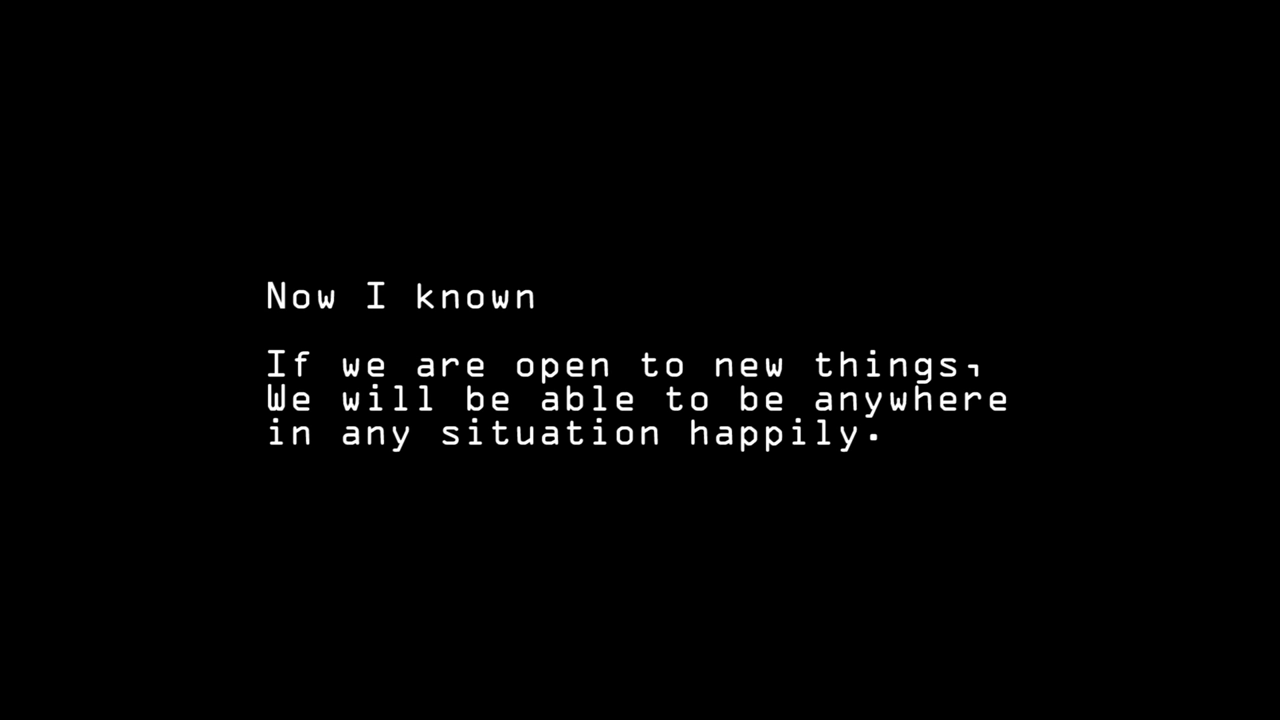 Now I known
If we are open to new things,
We will be able to be anywhere
in any situation happily.